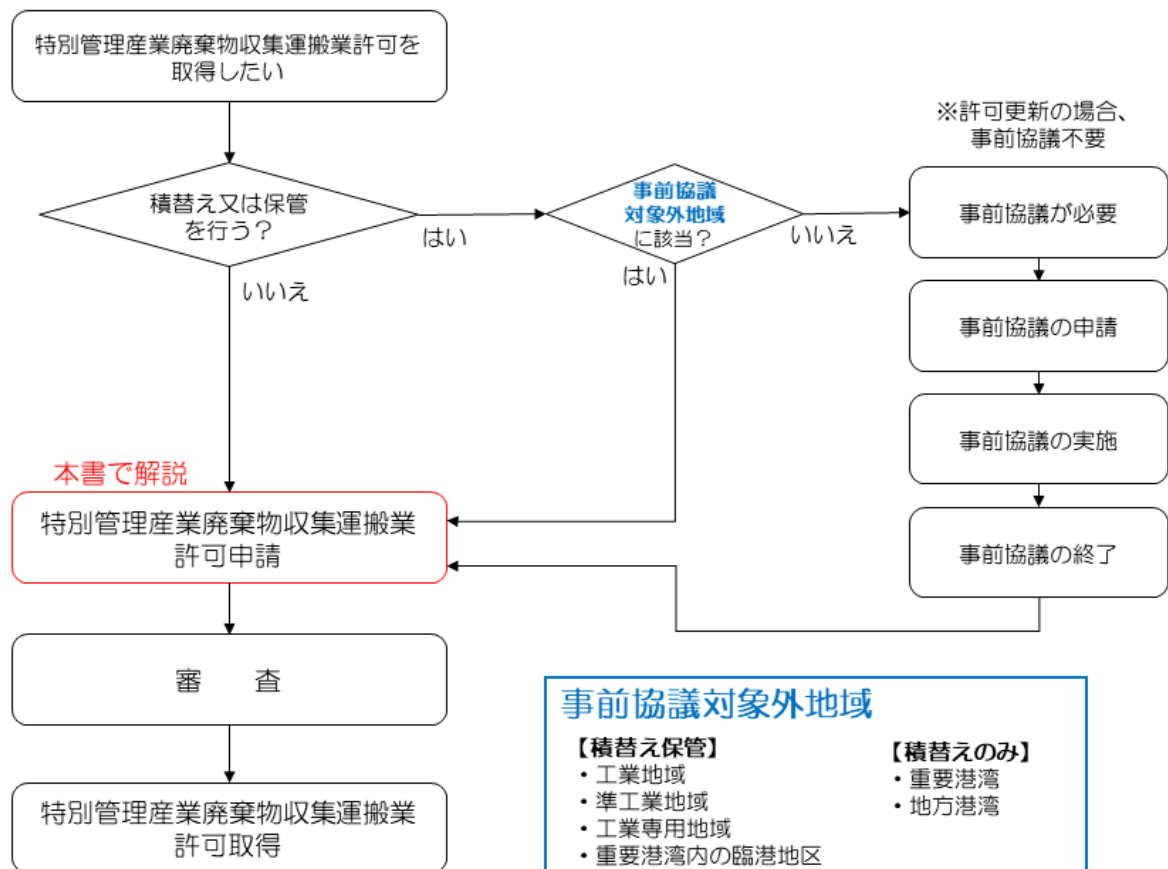 特別管理産業廃棄物収集運搬業許可を
取得したい
積替え又は保管
を行う？
はい
いいえ
事前協議
対象外地域
に該当？
いいえ
はい
※許可更新の場合、
事前協議不要
事前協議が必要
事前協議の申請
事前協議の実施
事前協議の終了
本書で解説
特別管理産業廃棄物収集運搬業
許可申請
審　査
特別管理産業廃棄物収集運搬業
許可取得
事前協議対象外地域
【積替え保管】
・工業地域
・準工業地域
・工業専用地域
・重要港湾内の臨港地区
【積替えのみ】
・重要港湾
・地方港湾